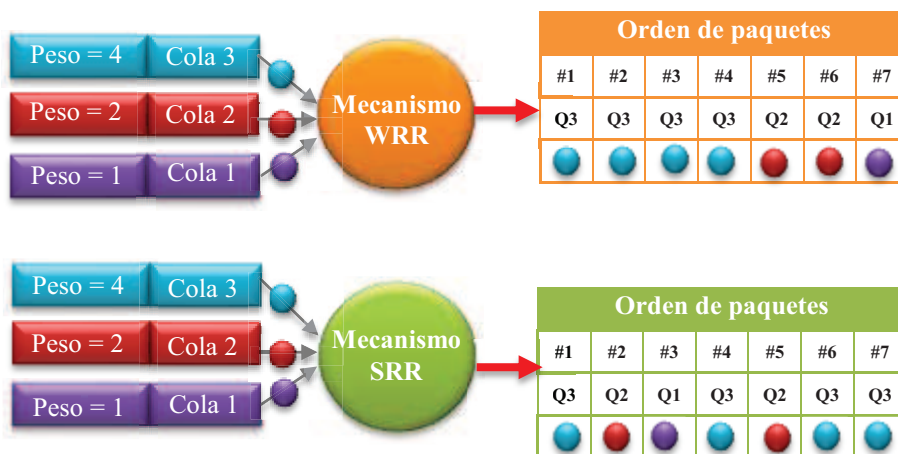 Peso = 4 Cola 3
Peso = 2 Cola 2
Peso = 1 Cola 1
Mecanismo
WRR
Orden de paquetes
#1 #2 #3 #4 #5 #6 #7
Q3 Q3 Q3 Q3 Q2 Q2 Q1
Peso = 4 Cola 3
Peso = 2 Cola 2
Peso = 1 Cola 1
Mecanismo
SRR
Orden de paquetes
#1 #2 #3 #4 #5 #6 #7
Q3 Q2 Q1 Q3 Q2 Q3 Q3